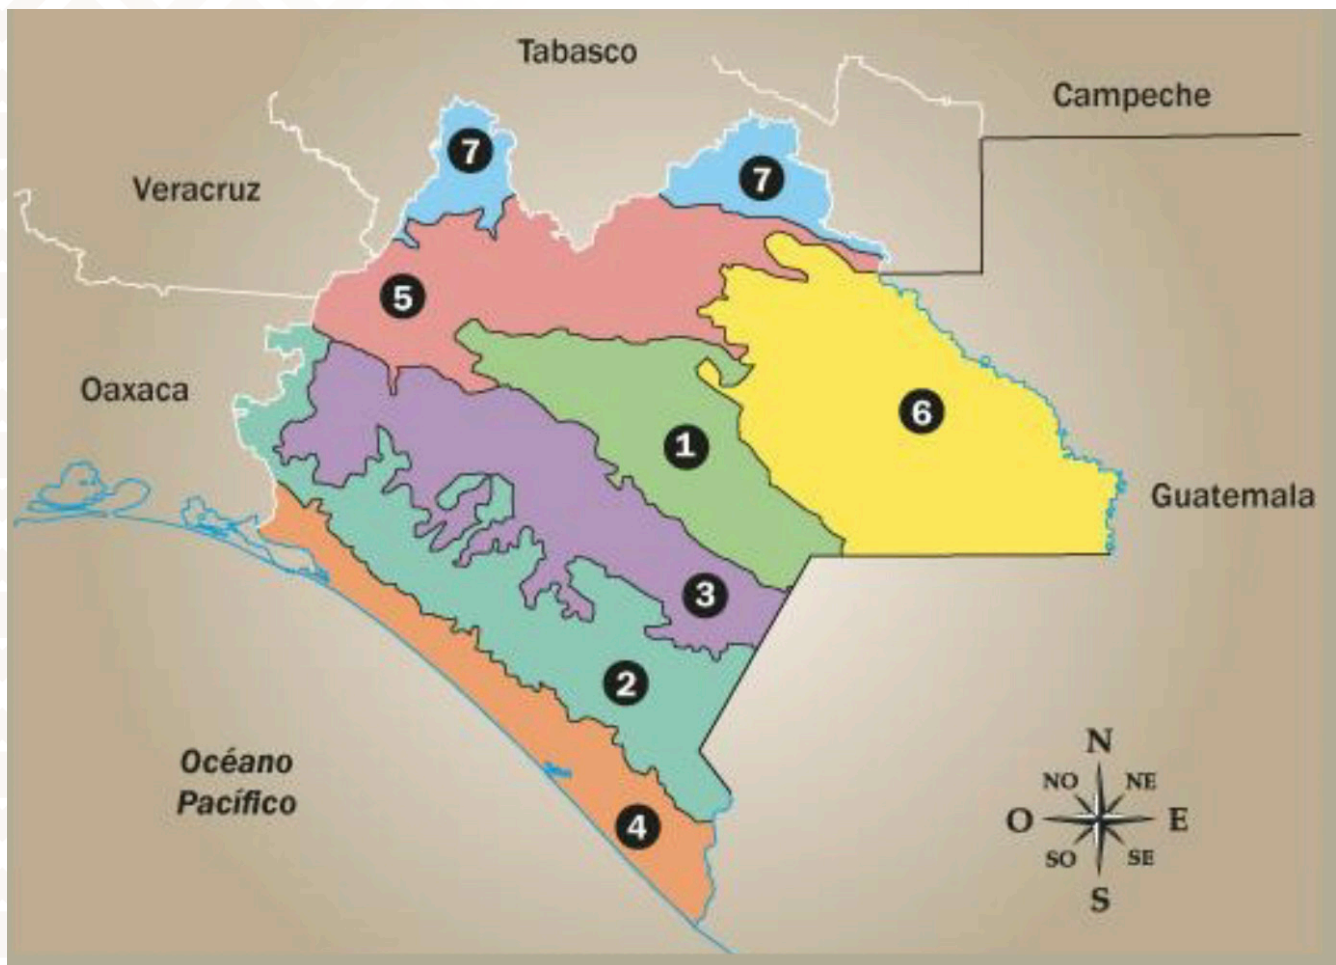 Tabasco
Campeche
7
7
Veracruz
5
Oaxaca
6
1
Guatemala
3
2
Océano
Pacífico
4
N
NO NE
O E
SO SE
S